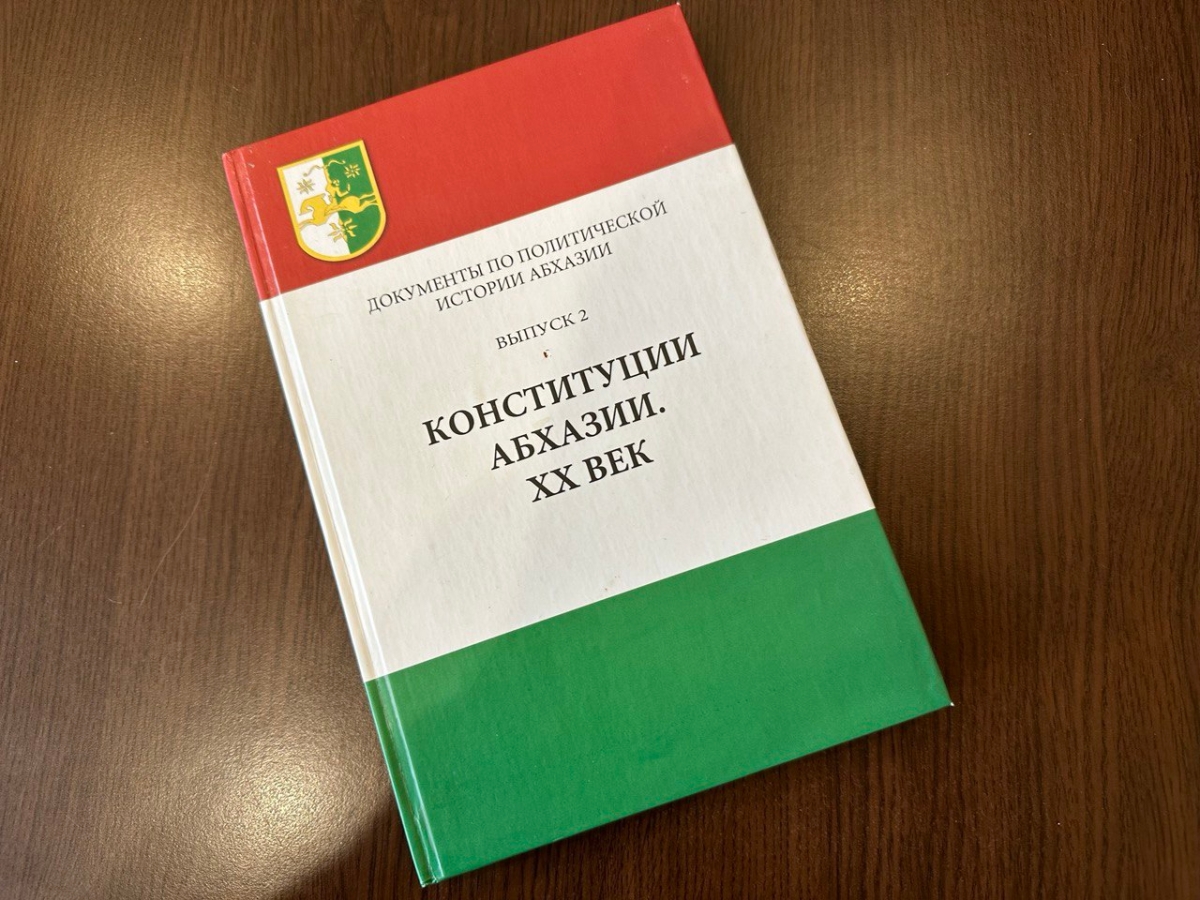 ДОКУМЕНТЫ ПО ПОЛИТИЧЕСКОЙ
ИСТОРИИ АБХАЗИИ
ВЫПУСК 2
КОНСТИТУЦИИ
АБХАЗИИ.
XX ВЕК